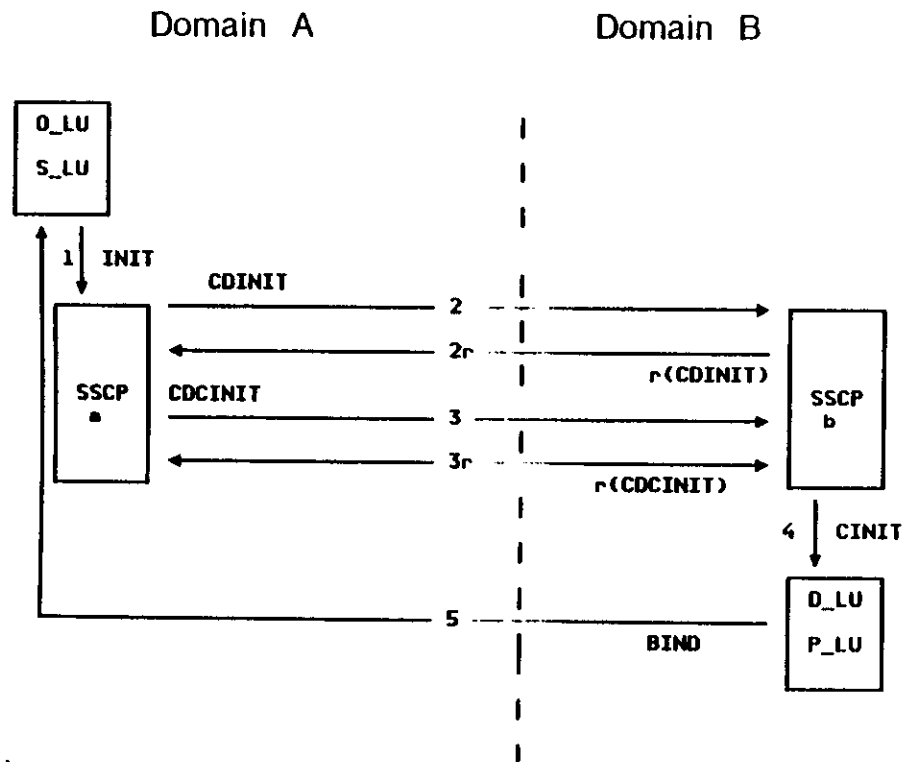 Domain A
Domain B
O_LU
S_LU
1 INIT
CDINIT
2
2r
r(CDINIT)
SSCP
a
CDCINIT
SSCP
b
3
3r
r(CDCINIT)
4 CINIT
D_LU
P_LU
5
BIND